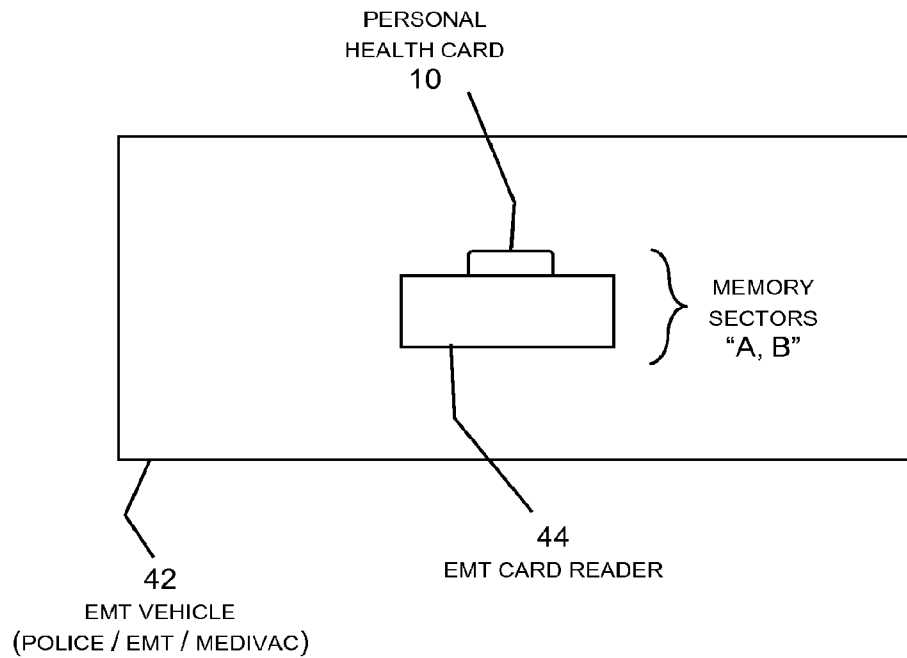 PERSONAL
HEALTH CARD
10
MEMORY
SECTORS
“A, B”
44
EMT CARD READER
42
EMT VEHICLE
(POLICE / EMT / MEDIVAC)